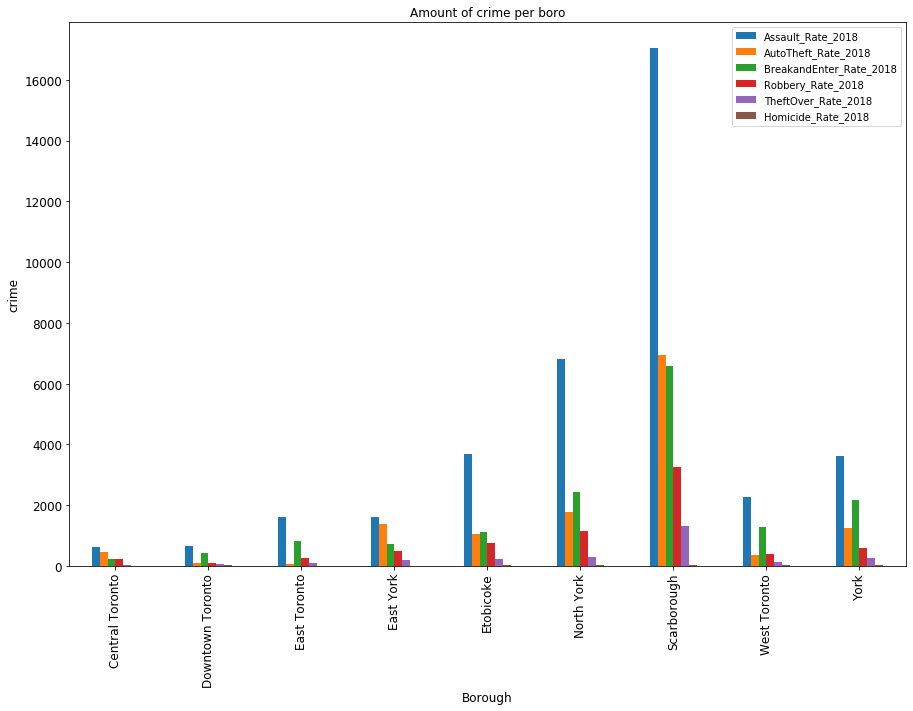 Amount of crime per boro
Assault_Rate_2018
AutoTheft_Rate_2018
BreakandEnter_Rate_2018
Robbery_Rate_2018
TheftOver_Rate_2018
Homicide_Rate_2018
16000
14000
12000
10000
8000
6000
4000
2000
0
crime
Central Toronto
Downtown Toronto
East Toronto
East York
Etobicoke
North York
Scarborough
West Toronto
York
Borough